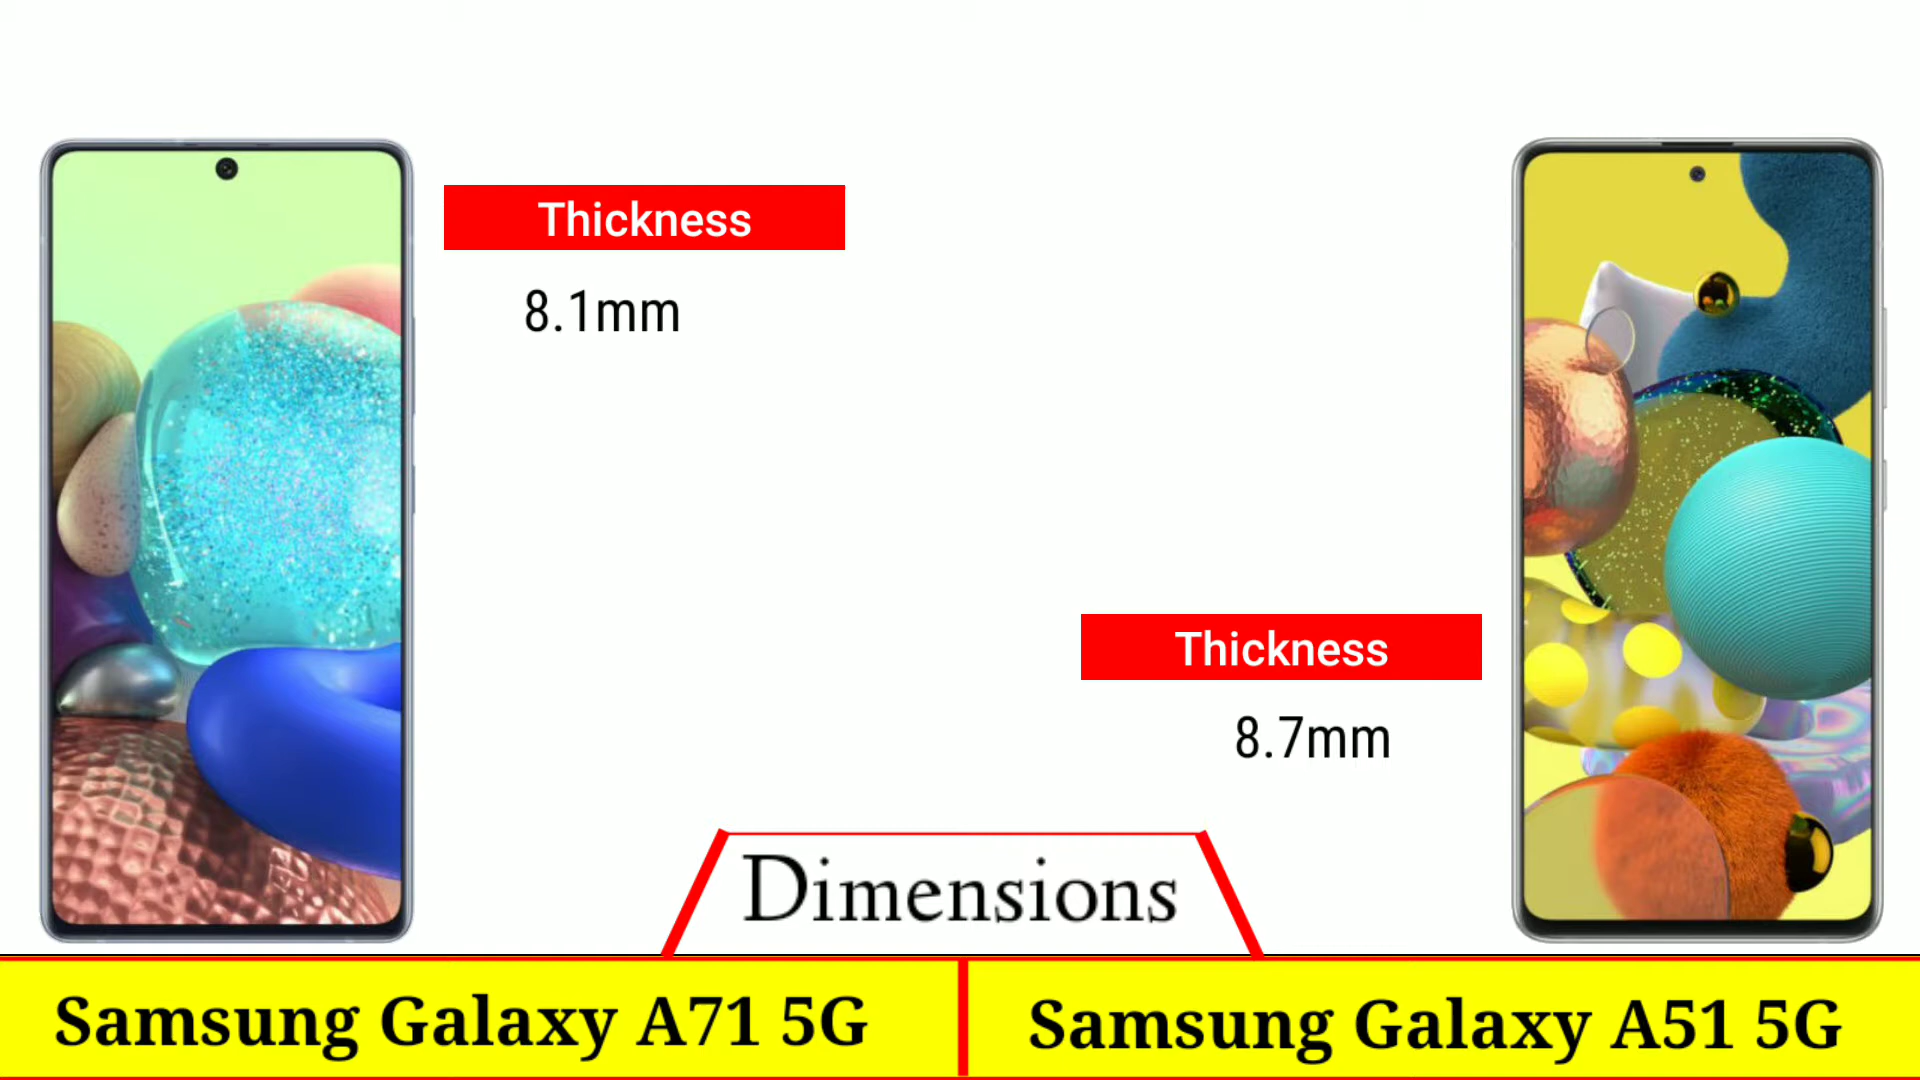 Thickness
8.1mm
Thickness
8.7mm
Dimensions
Samsung Galaxy A71 5G
Samsung Galaxy A51 5G